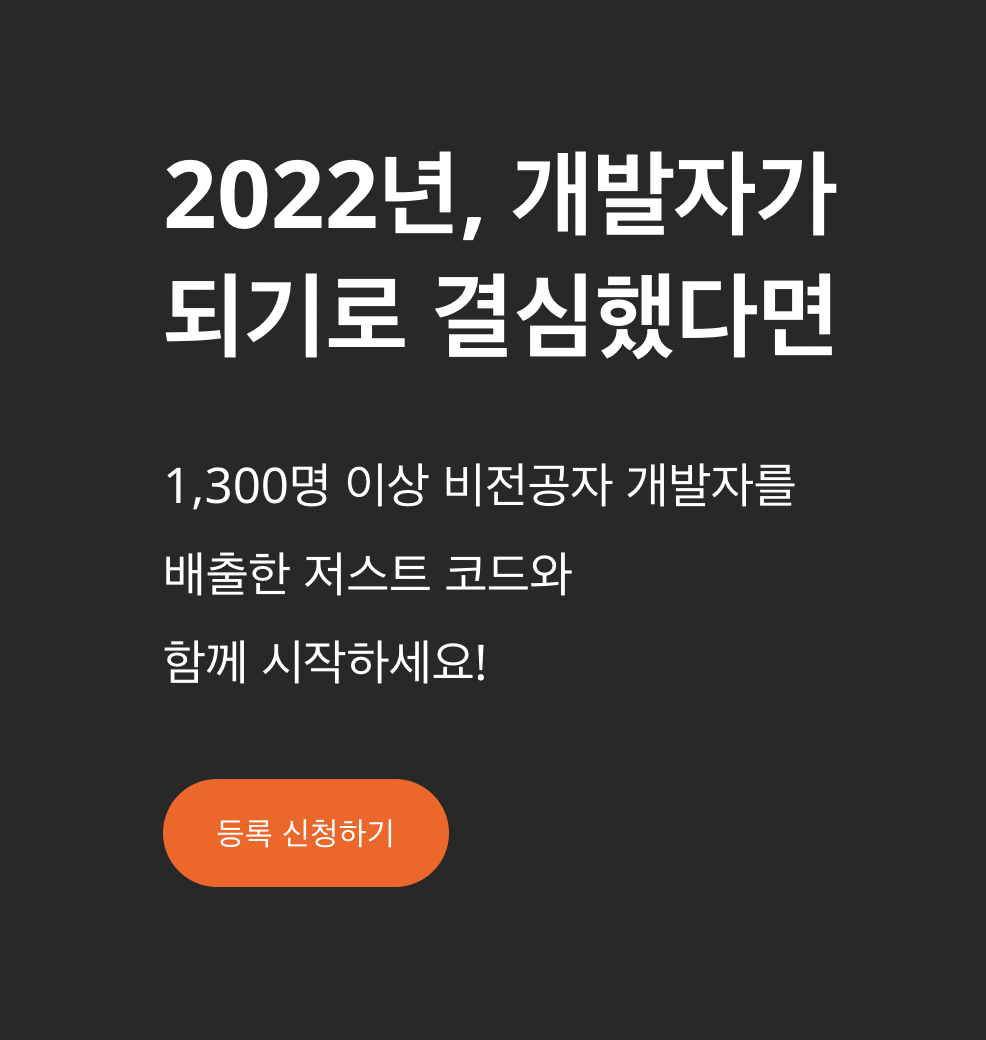 2022년, 개발자가
되기로 결심했다면
1,300명 이상 비전공자 개발자를
배출한 저스트 코드와
함께 시작하세요!
등록 신청하기